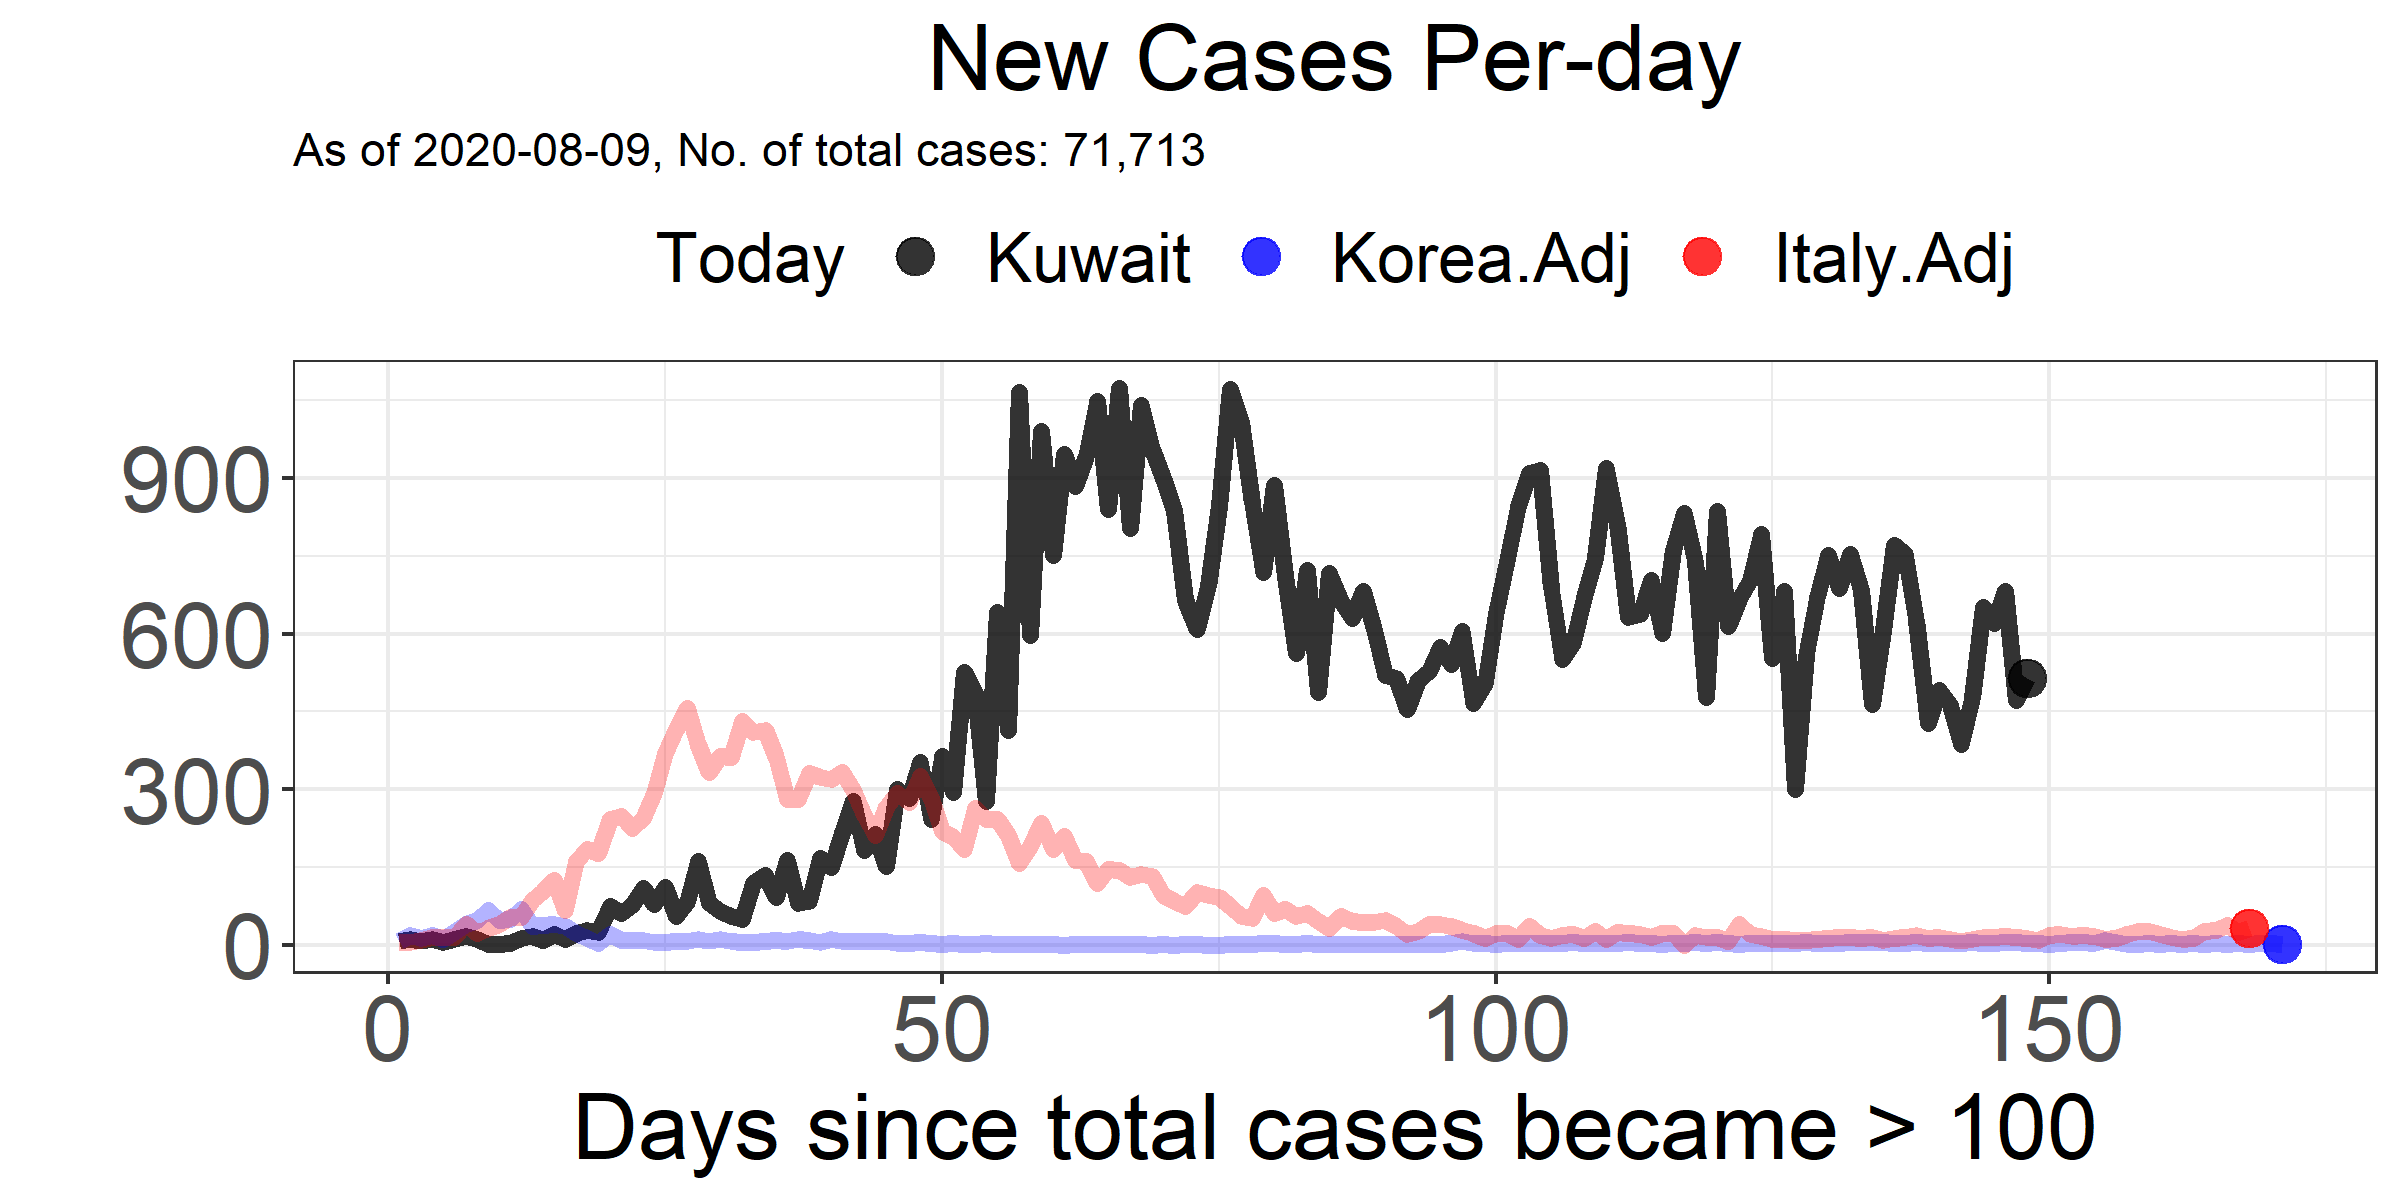 New Cases Per-day
As of 2020-08-09, No. of total cases: 71,713
Today Kuwait Korea.Adj Italy.Adj
900
600
300
0
0 50 100 150
Days since total cases became > 100